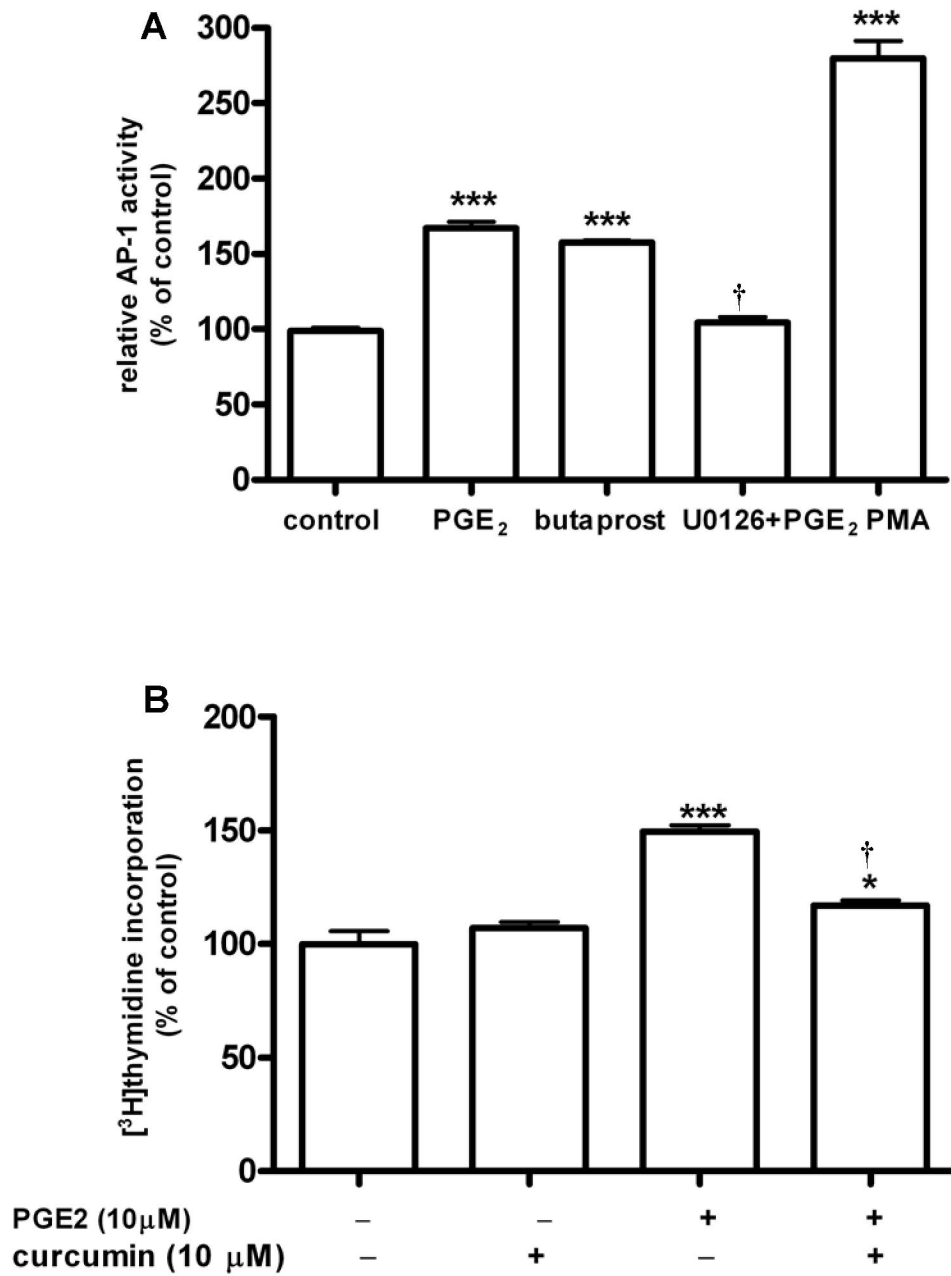 A
relative AP-1 activity
(% of control)
300
250
200
150
100
50
0
***
***
†
***
control PGE₂ butaprost U0126+PGE₂ PMA
B
[³H]thymidine incorporation
(% of control)
200
150
100
50
0
***
†
*
PGE2 (10μM) – – + +
curcumin (10 μM) – + – +